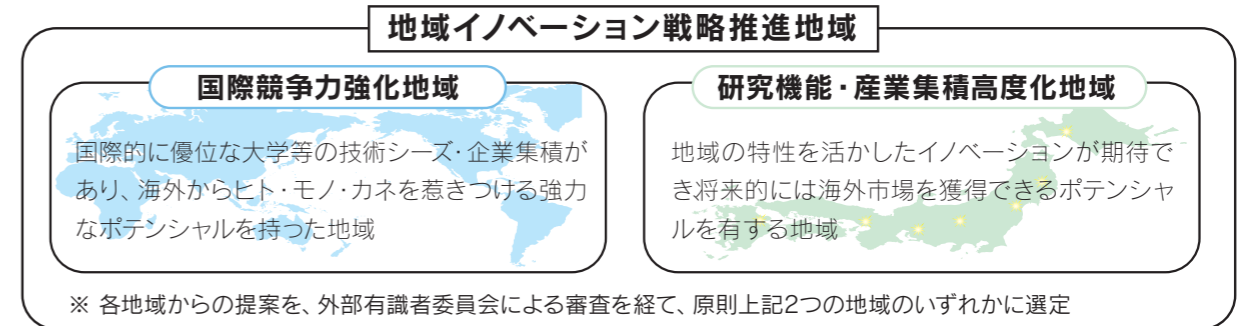 地域イノベーション戦略推進地域
国際競争力強化地域
国際的に優位な大学等の技術シーズ・企業集積が
あり、海外からヒト・モノ・カネを惹きつける強力
なポテンシャルを持った地域
研究機能・産業集積高度化地域
地域の特性を活かしたイノベーションが期待で
き将来的には海外市場を獲得できるポテンシャ
ルを有する地域
※ 各地域からの提案を、外部有識者委員会による審査を経て、原則上記2つの地域のいずれかに選定